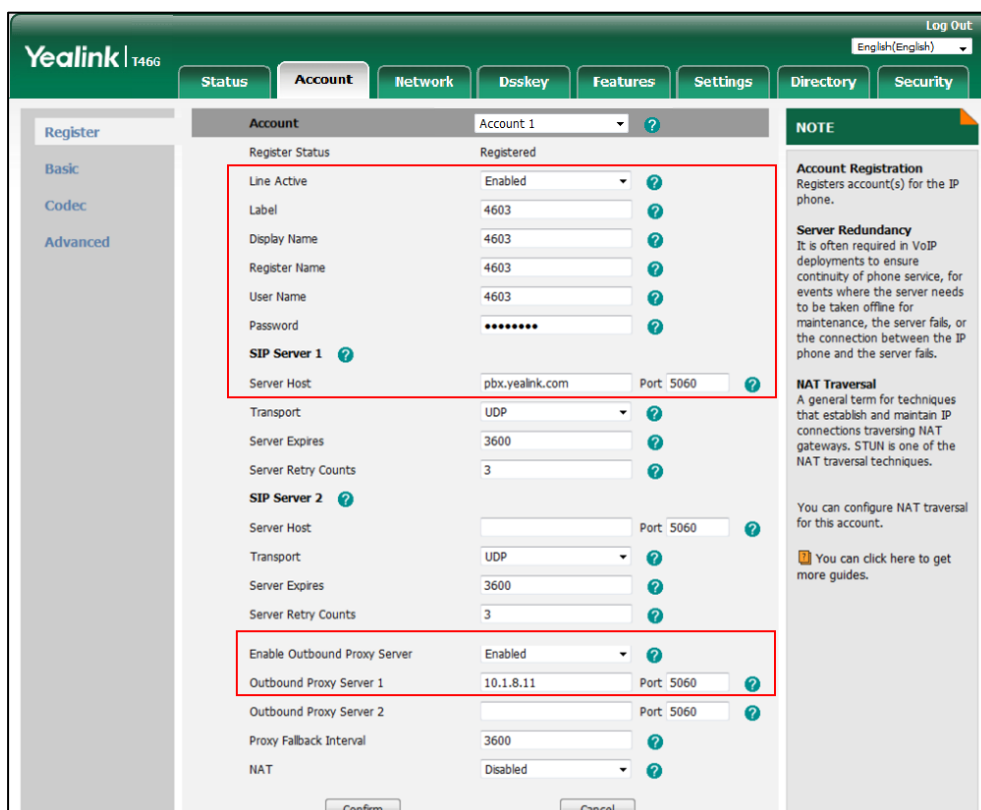 Log Out
Yealink T46G
English(English)
Status Account Network Dsskey Features Settings Directory Security
Register
Basic
Codec
Advanced
Account Account 1
Register Status Registered
Line Active Enabled
Label 4603
Display Name 4603
Register Name 4603
User Name 4603
Password ••••••••
SIP Server 1
Server Host pbx.yealink.com Port 5060
Transport UDP
Server Expires 3600
Server Retry Counts 3
SIP Server 2
Server Host Port 5060
Transport UDP
Server Expires 3600
Server Retry Counts 3
Enable Outbound Proxy Server Enabled
Outbound Proxy Server 1 10.1.8.11 Port 5060
Outbound Proxy Server 2 Port 5060
Proxy Fallback Interval 3600
NAT Disabled
Confirm Cancel
NOTE
Account Registration
Registers account(s) for the IP
phone.
Server Redundancy
It is often required in VoIP
deployments to ensure
continuity of phone service, for
events where the server needs
to be taken offline for
maintenance, the server fails, or
the connection between the IP
phone and the server fails.
NAT Traversal
A general term for techniques
that establish and maintain IP
connections traversing NAT
gateways. STUN is one of the
NAT traversal techniques.
You can configure NAT traversal
for this account.
You can click here to get
more guides.